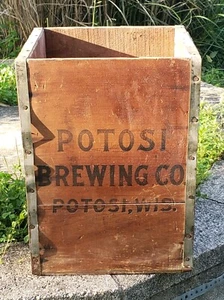 POTOSI
BREWING CO
POTOSI, WIS.